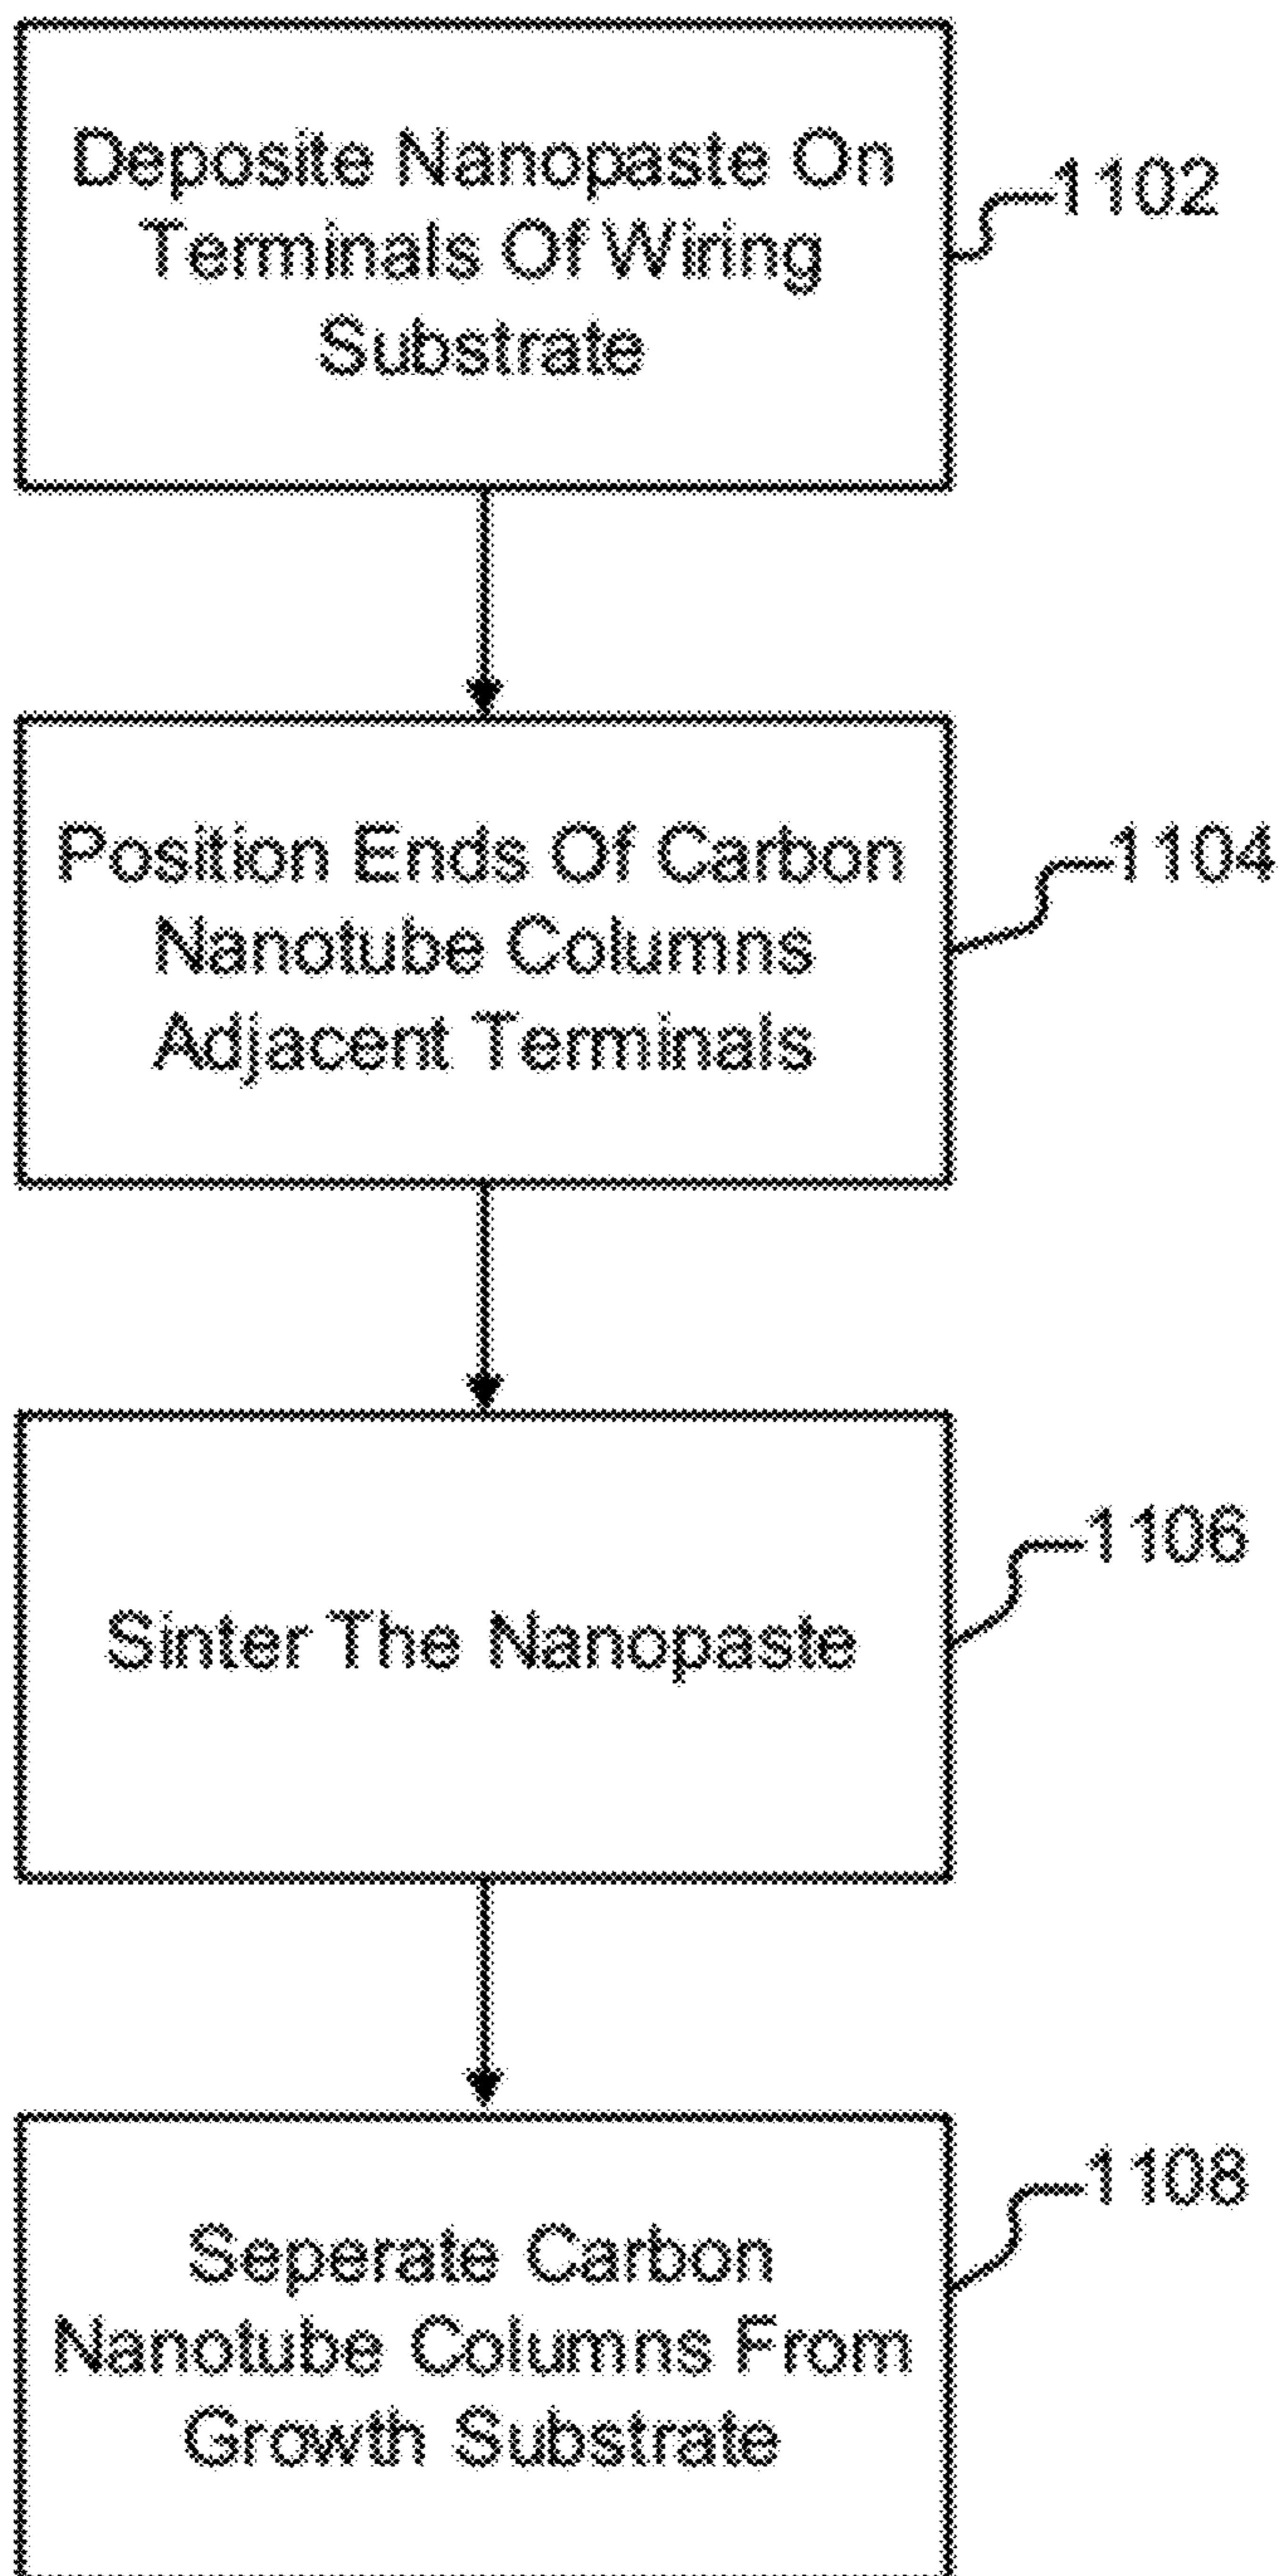 Deposite Nanopaste On
Terminals Of Wiring
Substrate
1102
Position Ends Of Carbon
Nanotube Columns
Adjacent Terminals
1104
Sinter The Nanopaste
1106
Seperate Carbon
Nanotube Columns From
Growth Substrate
1108